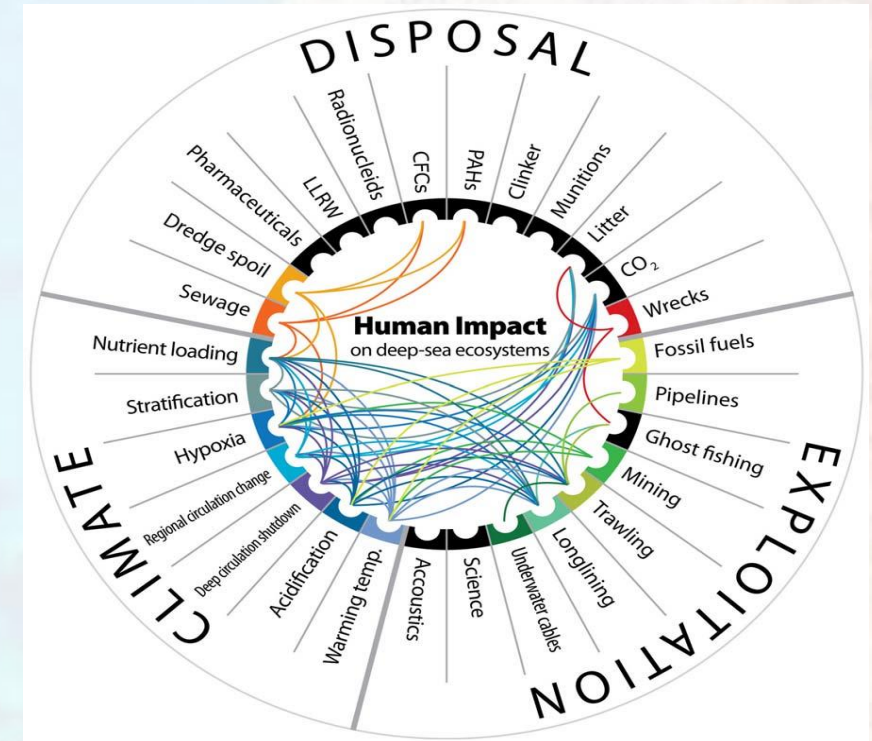 DISPOSAL
Sewage
Dredge spoil
Pharmaceuticals
LLRW
Radionucleids
CFCs
PAHs
Clinker
Munitions
Litter
CO₂
Wrecks
EXPLOITATION
Fossil fuels
Pipelines
Ghost fishing
Mining
Trawling
Longlining
Underwater cables
Science
Accoustics
CLIMATE
Warming temp.
Acidification
Deep circulation shutdown
Regional circulation change
Hypoxia
Stratification
Nutrient loading
Human Impact
on deep-sea ecosystems